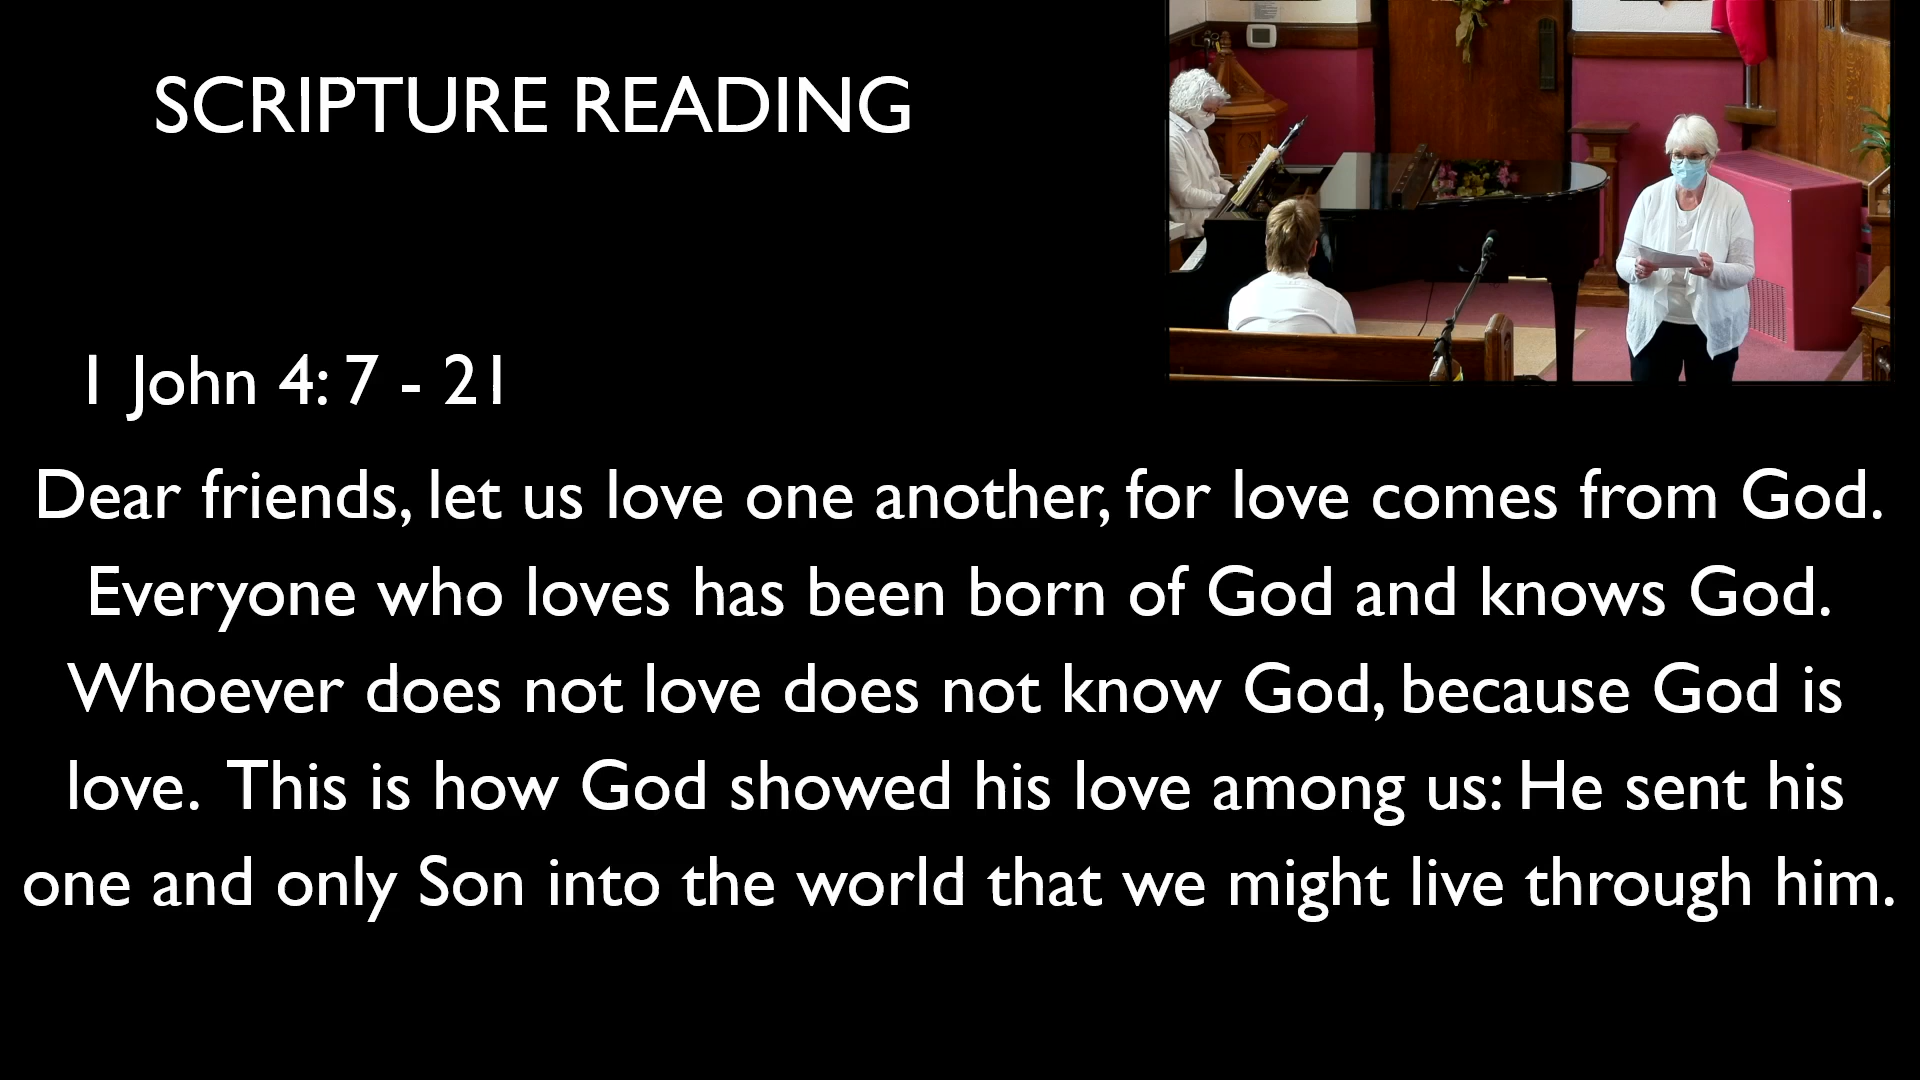 SCRIPTURE READING
1 John 4: 7 - 21
Dear friends, let us love one another, for love comes from God.
Everyone who loves has been born of God and knows God.
Whoever does not love does not know God, because God is
love.  This is how God showed his love among us: He sent his
one and only Son into the world that we might live through him.